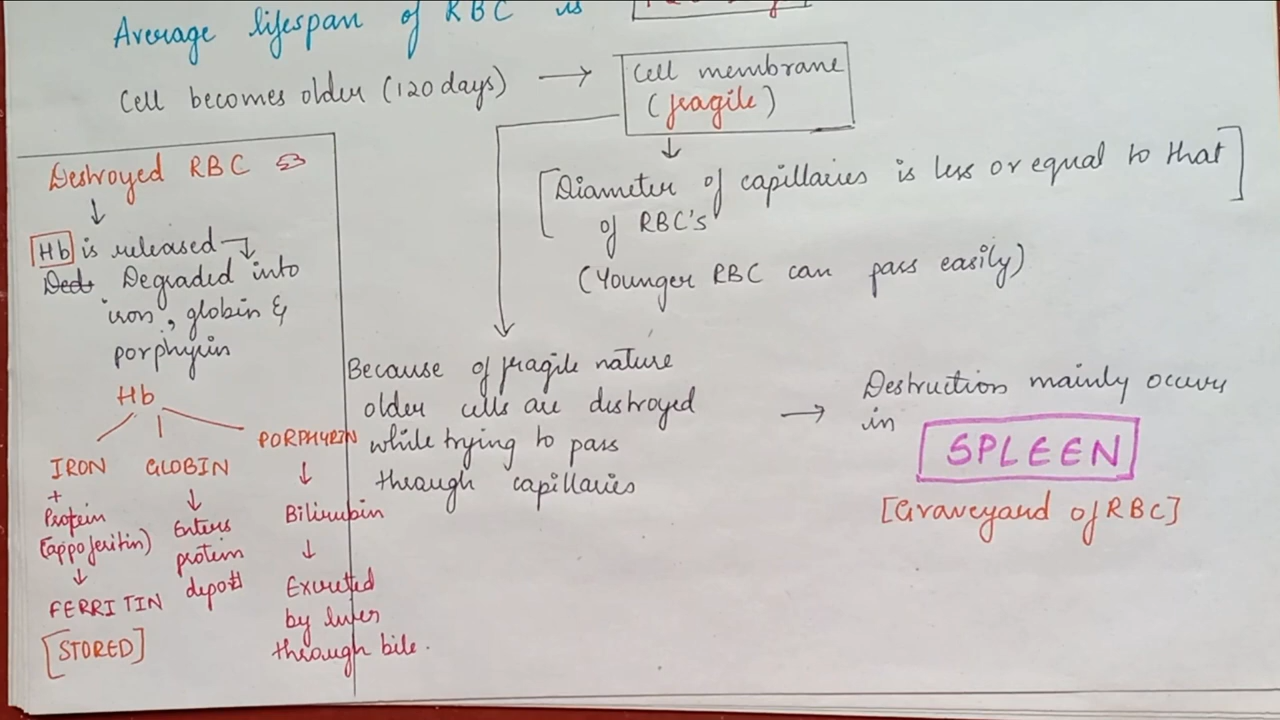 Average lifespan of RBC is
Cell becomes older (120 days) → Cell membrane
(fragile)
↓
[Diameter of capillaries is less or equal to that
of RBC's]
(Younger RBC can pass easily)
Because of fragile nature
older cells are destroyed
while trying to pass
through capillaries
→ Destruction mainly occurs
in SPLEEN
[Graveyard of RBC]
Destroyed RBC
↓
Hb is released
Ded Degraded into
iron, globin &
porphyrin
Hb
IRON GLOBIN PORPHYRIN
+
Protein
(appoferitin)
↓
FERRITIN
[STORED]
↓
Enters
protein
depot
↓
Bilirubin
↓
Excreted
by liver
through bile.